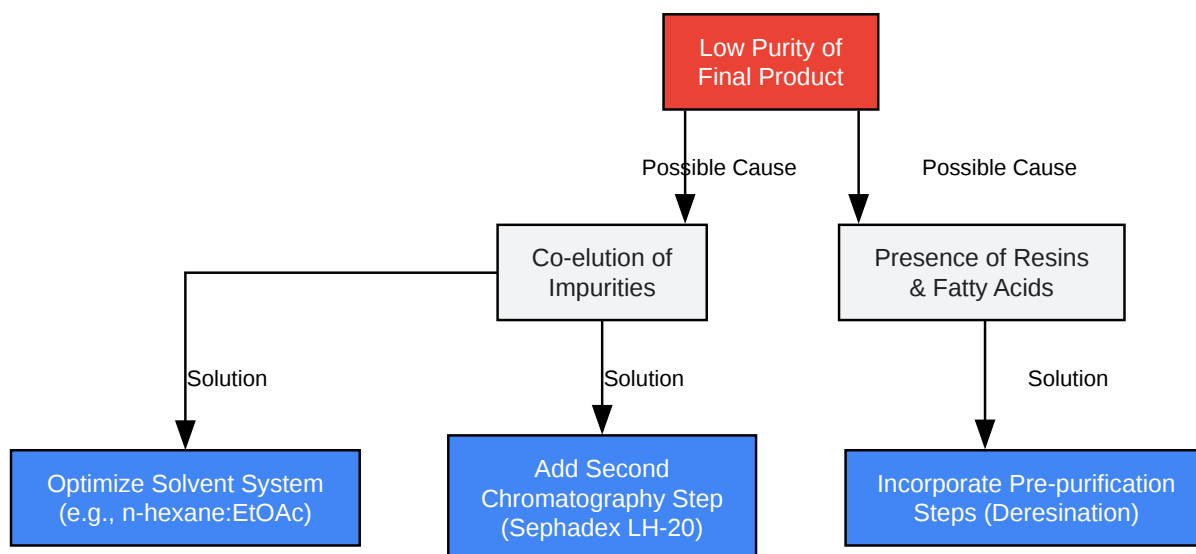 Low Purity of
Final Product
Possible Cause
Possible Cause
Co-elution of
Impurities
Presence of Resins
& Fatty Acids
Solution
Solution
Solution
Optimize Solvent System
(e.g., n-hexane:EtOAc)
Add Second
Chromatography Step
(Sephadex LH-20)
Incorporate Pre-purification
Steps (Deresination)